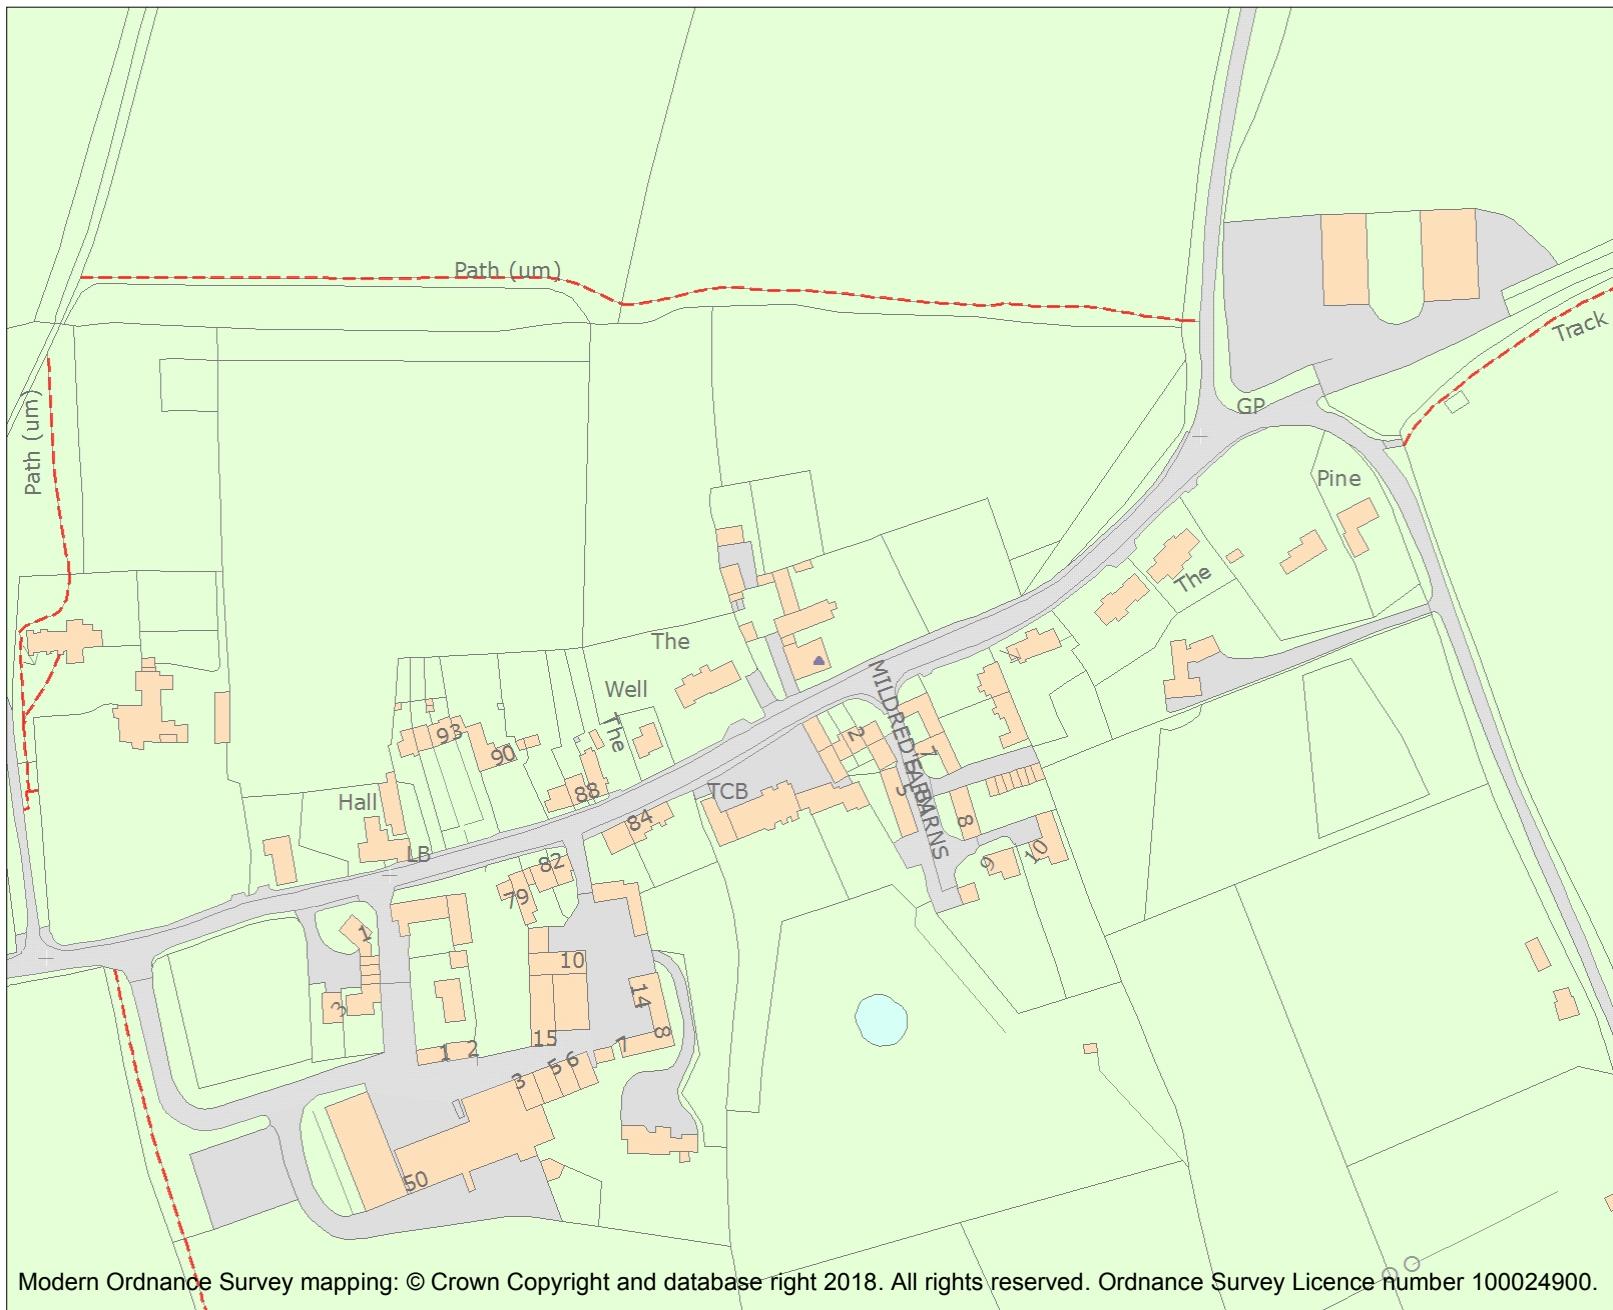 Path (um)
Track
Path (um)
GP
Pine
The
The
Well
The
MILDRED
BARNS
93
90
88
2
7
5
TCB
Hall
84
LB
8
82
9
10
79
1
10
3
14
8
15
7
1
2
6
5
3
50
Modern Ordnance Survey mapping: © Crown Copyright and database right 2018. All rights reserved. Ordnance Survey Licence number 100024900.